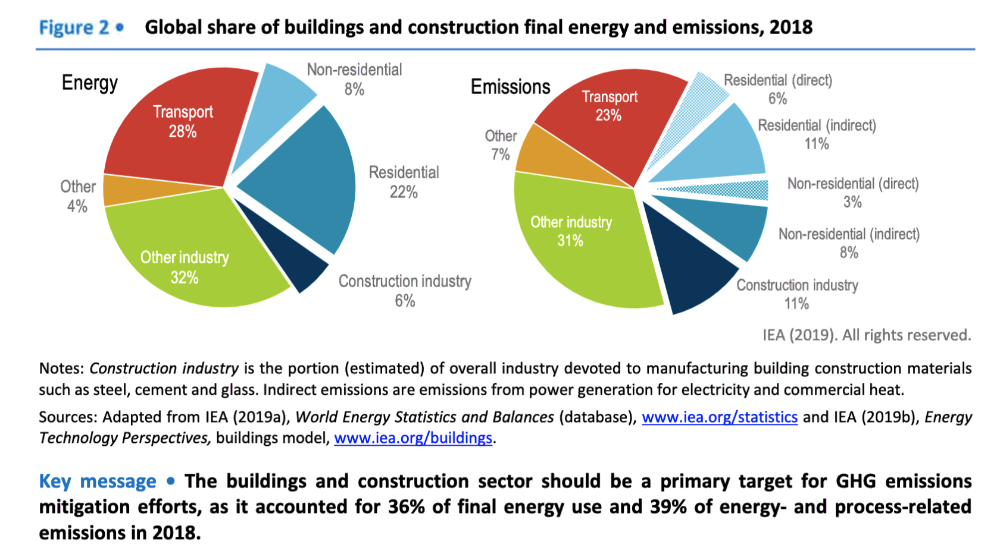 Figure 2 • Global share of buildings and construction final energy and emissions, 2018
Energy
Non-residential
8%
Transport
28%
Residential
22%
Other
4%
Other industry
32%
Construction industry
6%
Emissions
Residential (direct)
6%
Transport
23%
Residential (indirect)
11%
Other
7%
Non-residential (direct)
3%
Other industry
31%
Non-residential (indirect)
8%
Construction industry
11%
IEA (2019). All rights reserved.
Notes: Construction industry is the portion (estimated) of overall industry devoted to manufacturing building construction materials
such as steel, cement and glass. Indirect emissions are emissions from power generation for electricity and commercial heat.
Sources: Adapted from IEA (2019a), World Energy Statistics and Balances (database), www.iea.org/statistics and IEA (2019b), Energy
Technology Perspectives, buildings model, www.iea.org/buildings.
Key message • The buildings and construction sector should be a primary target for GHG emissions
mitigation efforts, as it accounted for 36% of final energy use and 39% of energy- and process-related
emissions in 2018.